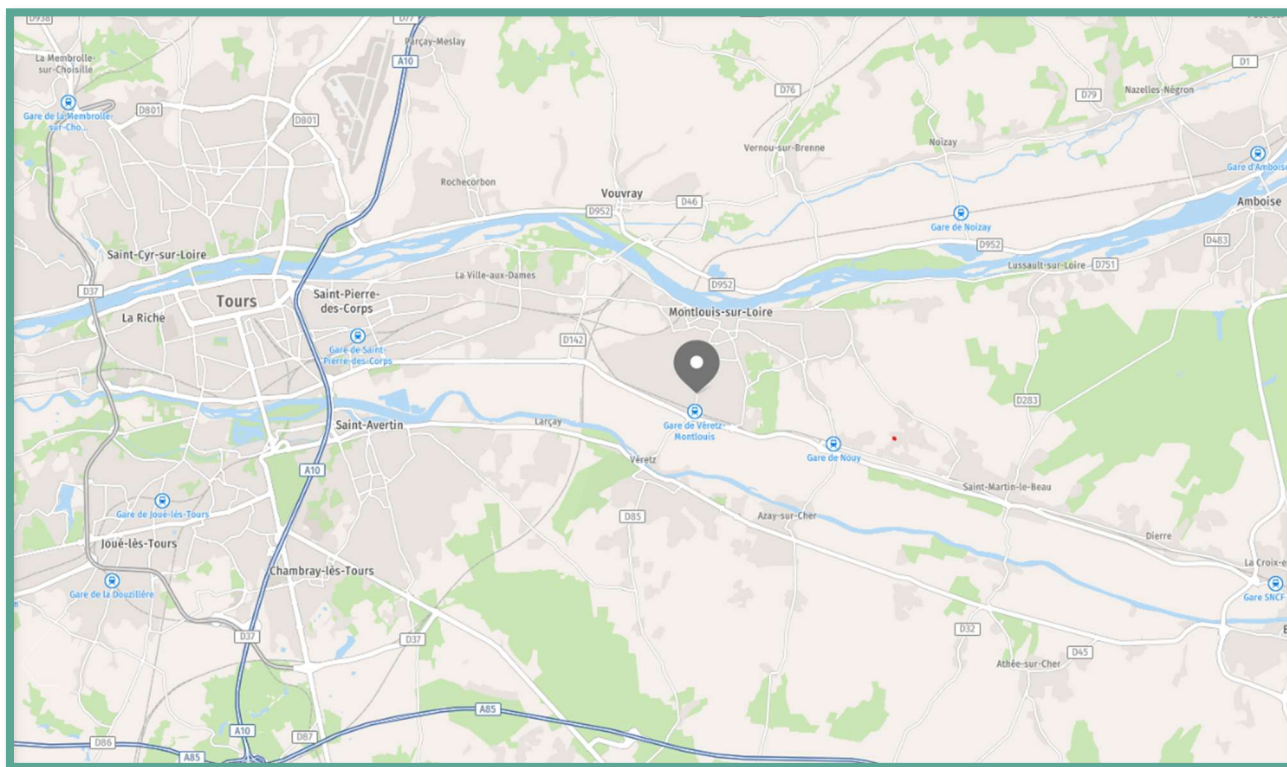 D938
D77
Parçay-Meslay
La Membrolle-
sur-Choisille
A10
D1
D76
D79
Nazelles-Négron
Gare de la Membrolle-
sur-Cho...
D801
D801
Vernou-sur-Brenne
Noizay
Gare d'Amboise
Rochecorbon
Vouvray
D46
Amboise
D952
Gare de Noizay
D952
D483
Saint-Cyr-sur-Loire
La Ville-aux-Dames
Lussault-sur-Loire
D751
D37
D952
Tours
Saint-Pierre-
des-Corps
La Riche
Montlouis-sur-Loire
D142
Gare de Saint-
Pierre-des-Corps
D283
Saint-Avertin
Larçay
Gare de Véretz-
Montlouis
Gare de Nouy
Véretz
A10
Saint-Martin-le-Beau
Gare de Joué-lés-Tours
D85
Azay-sur-Cher
Dierre
Joué-lès-Tours
La Croix-e
Chambray-lès-Tours
Gare de la Douzillère
Gare SNCF
D37
D37
D32
D45
Athée-sur-Cher
A85
A10
D87
D86
A85